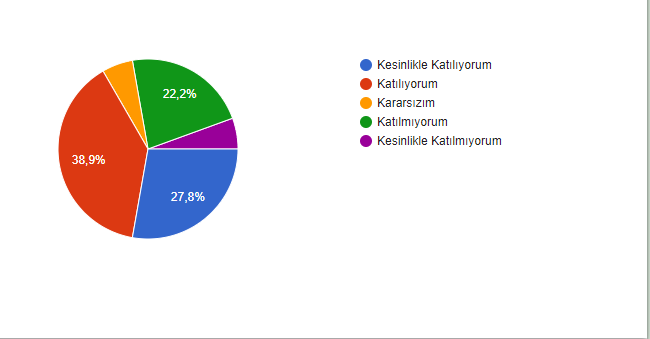 22,2%
38,9%
27,8%
Kesinlikle Katılıyorum
Katılıyorum
Kararsızım
Katılmıyorum
Kesinlikle Katılmıyorum